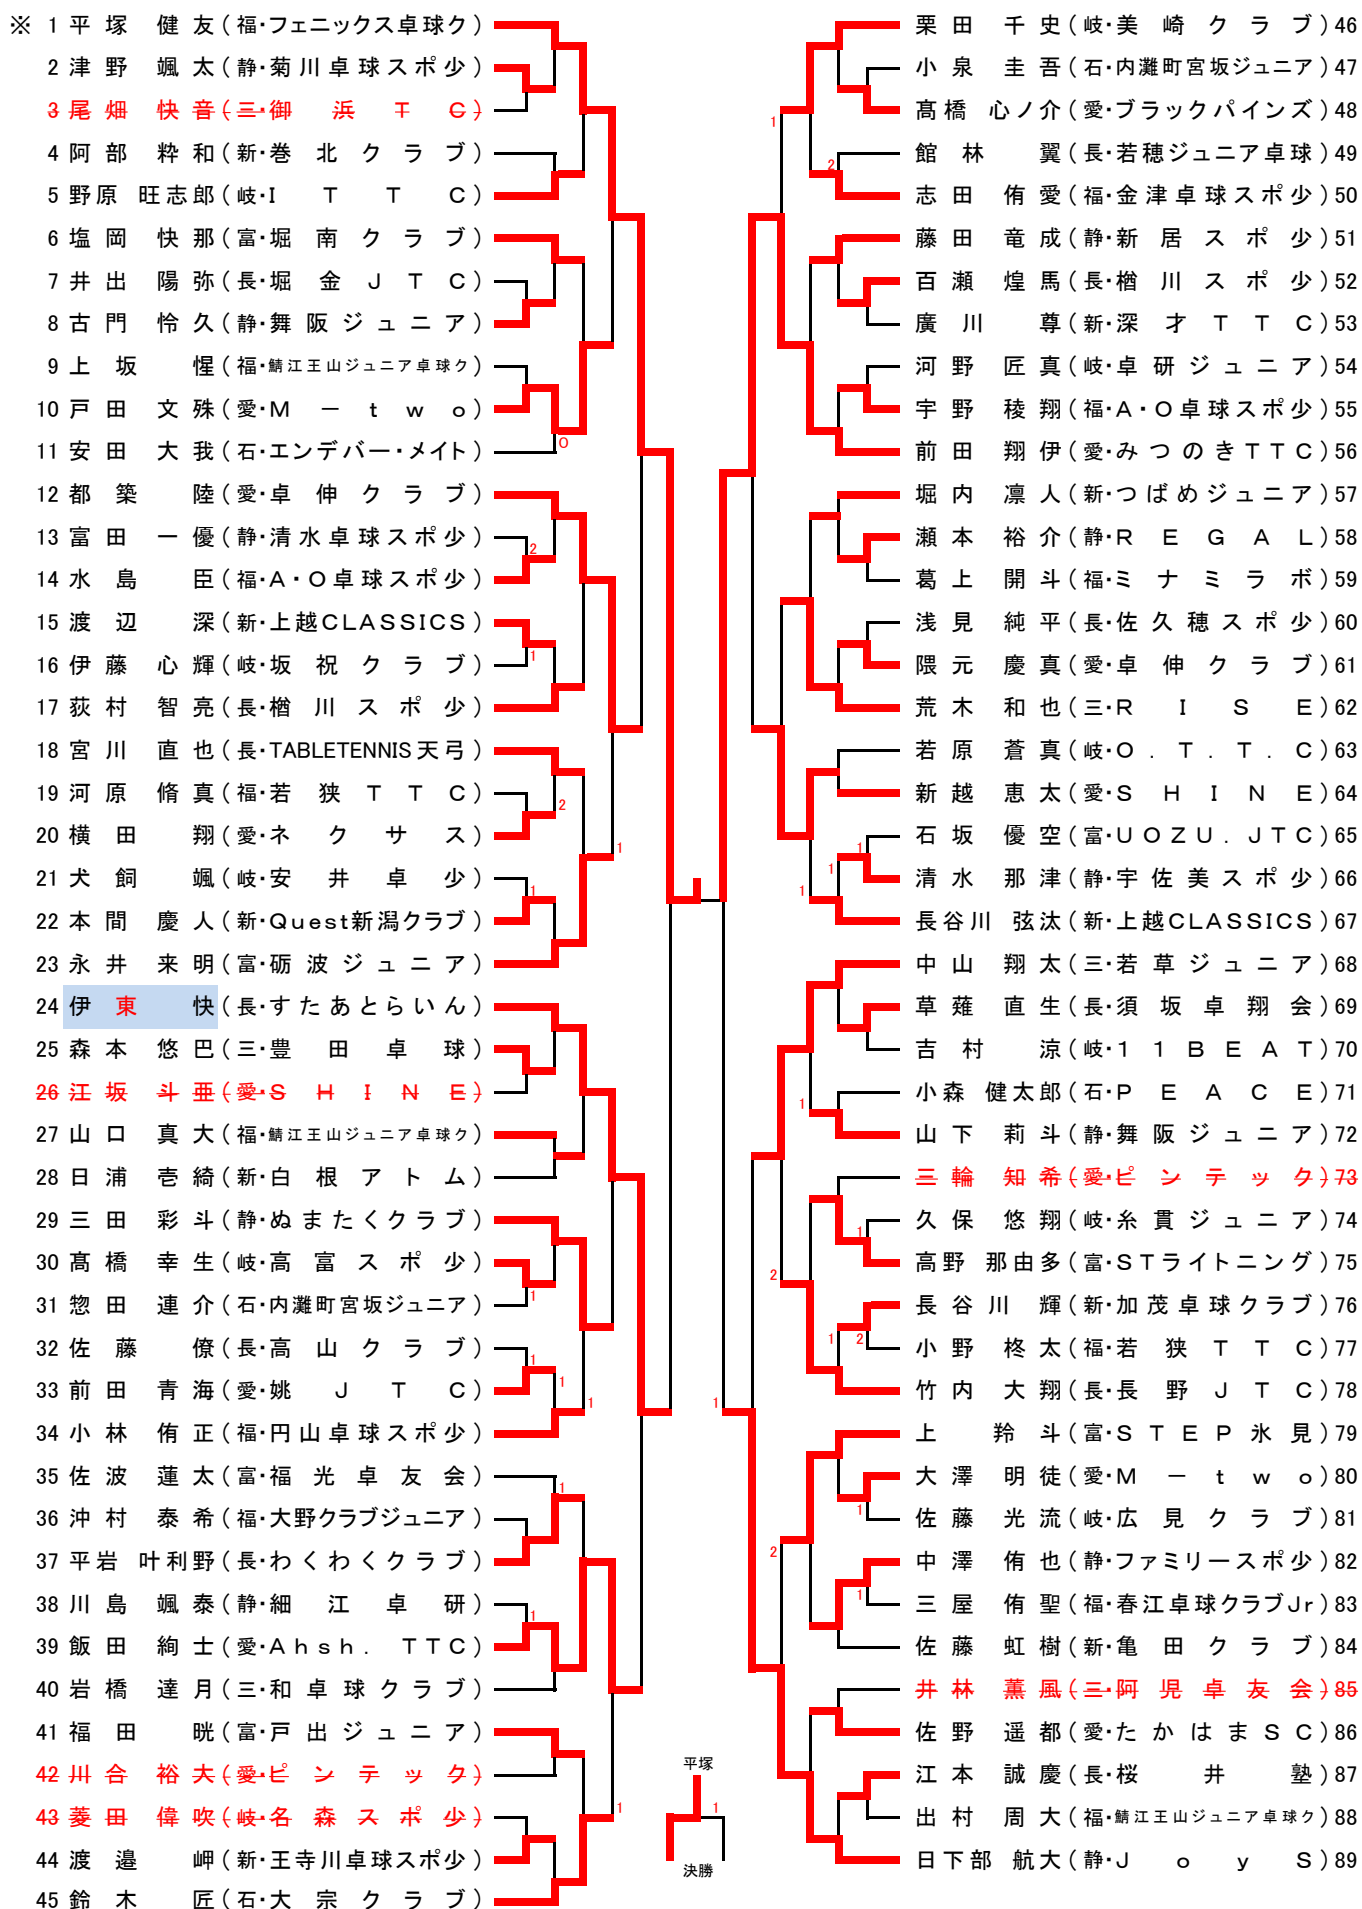 ※ 1 平塚 健友 (福・フェニックス卓球ク)
2 津野 颯太 (静・菊川卓球スポ少)
3 尾畑 快音 (三・御浜TC)
4 阿部 粋和 (新・巻北クラブ)
5 野原 旺志郎 (岐・ITTC)
6 塩岡 快那 (富・堀南クラブ)
7 井出 陽弥 (長・堀金JTC)
8 古門 怜久 (静・舞阪ジュニア)
9 上坂 惺 (福・鯖江王山ジュニア卓球ク)
10 戸田 文殊 (愛・M－two)
11 安田 大我 (石・エンデバー・メイト)
0
12 都築 陸 (愛・卓伸クラブ)
13 富田 一優 (静・清水卓球スポ少)
2
14 水島 臣 (福・A・O卓球スポ少)
15 渡辺 深 (新・上越CLASSICS)
1
16 伊藤 心輝 (岐・坂祝クラブ)
17 荻村 智亮 (長・楢川スポ少)
18 宮川 直也 (長・TABLETENNIS天弓)
19 河原 脩真 (福・若狭TTC)
2
20 横田 翔 (愛・ネクサス)
1
21 犬飼 颯 (岐・安井卓少)
1
22 本間 慶人 (新・Quest新潟クラブ)
23 永井 来明 (富・砺波ジュニア)
24 伊東 快 (長・すたあとらいん)
25 森本 悠巴 (三・豊田卓球)
26 江坂 斗亜 (愛・SHINE)
27 山口 真大 (福・鯖江王山ジュニア卓球ク)
28 日浦 壱綺 (新・白根アトム)
29 三田 彩斗 (静・ぬまたくクラブ)
30 髙橋 幸生 (岐・高富スポ少)
1
31 惣田 連介 (石・内灘町宮坂ジュニア)
32 佐藤 僚 (長・高山クラブ)
1
33 前田 青海 (愛・姚JTC)
1
1
34 小林 侑正 (福・円山卓球スポ少)
35 佐波 蓮太 (富・福光卓友会)
1
36 沖村 泰希 (福・大野クラブジュニア)
37 平岩 叶利野 (長・わくわくクラブ)
38 川島 颯泰 (静・細江卓研)
1
39 飯田 絢士 (愛・Ahsh. TTC)
40 岩橋 達月 (三・和卓球クラブ)
41 福田 晄 (富・戸出ジュニア)
42 川合 裕大 (愛・ピンテック)
43 菱田 偉吹 (岐・名森スポ少)
1
44 渡邉 岬 (新・王寺川卓球スポ少)
45 鈴木 匠 (石・大宗クラブ)
栗田 千史 (岐・美崎クラブ) 46
小泉 圭吾 (石・内灘町宮坂ジュニア) 47
髙橋 心ノ介 (愛・ブラックパインズ) 48
1
館林 翼 (長・若穂ジュニア卓球) 49
2
志田 侑愛 (福・金津卓球スポ少) 50
藤田 竜成 (静・新居スポ少) 51
百瀬 煌馬 (長・楢川スポ少) 52
廣川 尊 (新・深才TTC) 53
河野 匠真 (岐・卓研ジュニア) 54
宇野 稜翔 (福・A・O卓球スポ少) 55
前田 翔伊 (愛・みつのきTTC) 56
堀内 凛人 (新・つばめジュニア) 57
瀬本 裕介 (静・REGAL) 58
葛上 開斗 (福・ミナミラボ) 59
浅見 純平 (長・佐久穂スポ少) 60
隈元 慶真 (愛・卓伸クラブ) 61
荒木 和也 (三・RISE) 62
若原 蒼真 (岐・O.T.T.C) 63
新越 恵太 (愛・SHINE) 64
石坂 優空 (富・UOZU.JTC) 65
1
清水 那津 (静・宇佐美スポ少) 66
1
1
長谷川 弦汰 (新・上越CLASSICS) 67
中山 翔太 (三・若草ジュニア) 68
草薙 直生 (長・須坂卓翔会) 69
吉村 涼 (岐・11BEAT) 70
小森 健太郎 (石・PEACE) 71
1
山下 莉斗 (静・舞阪ジュニア) 72
三輪 知希 (愛・ピンテック) 73
久保 悠翔 (岐・糸貫ジュニア) 74
1
高野 那由多 (富・STライトニング) 75
2
長谷川 輝 (新・加茂卓球クラブ) 76
1
2
小野 柊太 (福・若狭TTC) 77
竹内 大翔 (長・長野JTC) 78
1
上 羚斗 (富・STEP氷見) 79
大澤 明徒 (愛・M－two) 80
1
佐藤 光流 (岐・広見クラブ) 81
2
中澤 侑也 (静・ファミリースポ少) 82
1
三屋 侑聖 (福・春江卓球クラブJr) 83
佐藤 虹樹 (新・亀田クラブ) 84
井林 薫風 (三・阿児卓友会) 85
佐野 遥都 (愛・たかはまSC) 86
江本 誠慶 (長・桜井塾) 87
出村 周大 (福・鯖江王山ジュニア卓球ク) 88
日下部 航大 (静・JoyS) 89
平塚
1
決勝